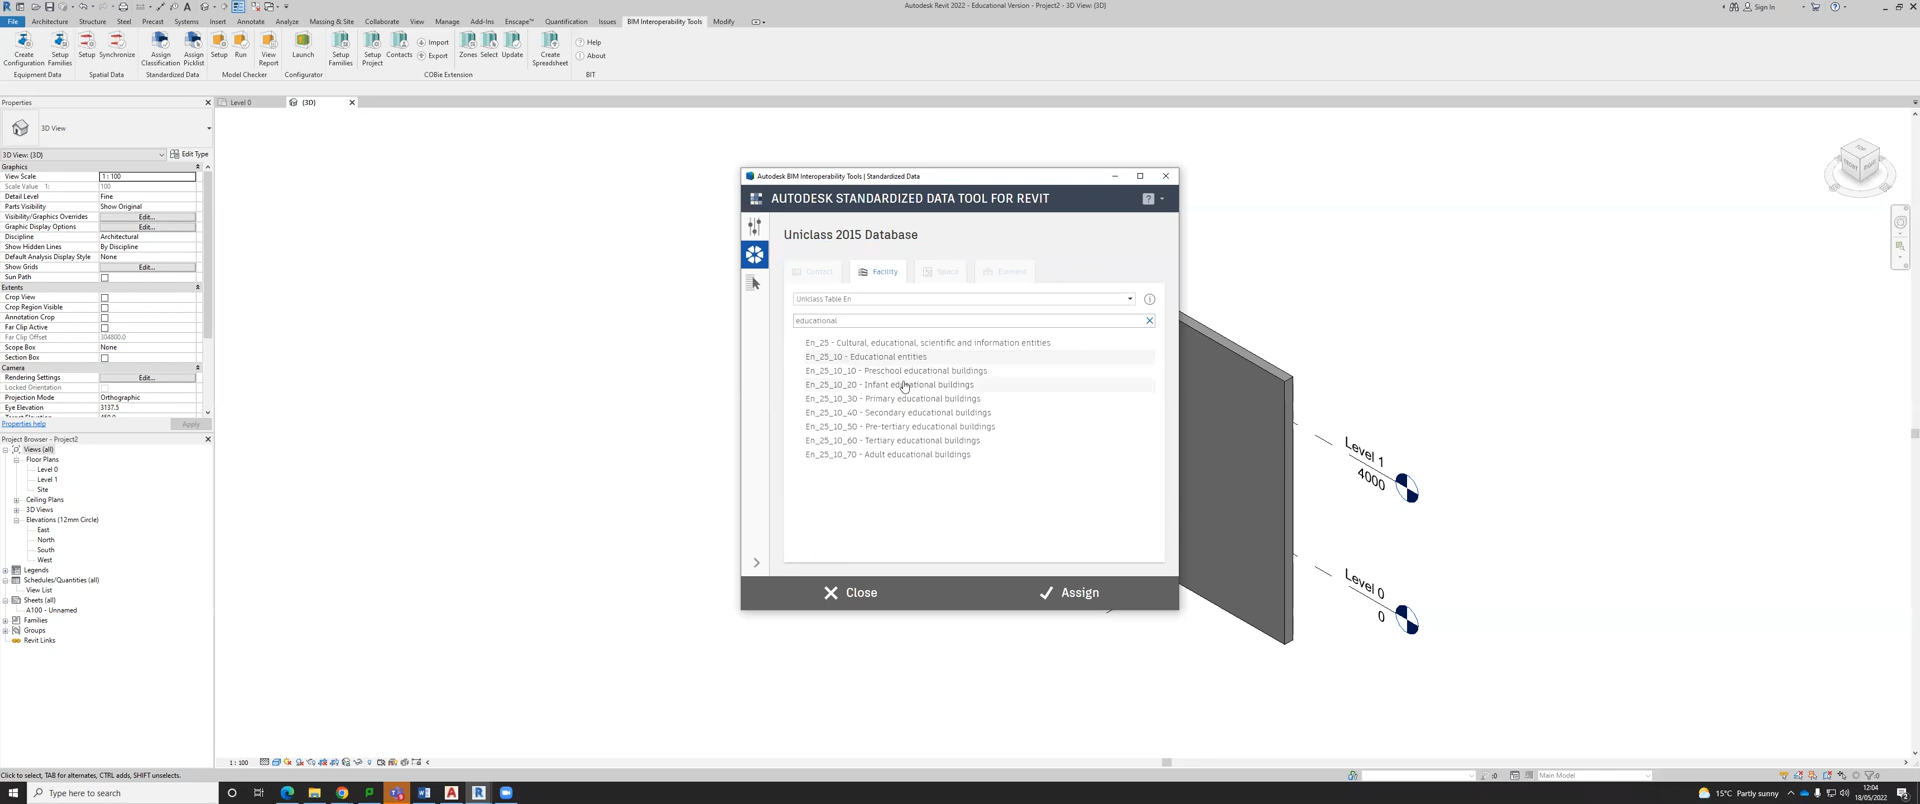 Autodesk Revit 2022 - Educational Version - Project2 - 3D View: {3D}
Sign In
File Architecture Structure Steel Precast Systems Insert Annotate Analyze Massing & Site Collaborate View Manage Add-Ins Enscape™ Quantification Issues BIM Interoperability Tools Modify
Create Configuration
Setup Families
Equipment Data
Setup
Synchronize
Spatial Data
Assign Classification
Assign Picklist
Standardized Data
Setup
Run
View Report
Model Checker
Launch
Configurator
Setup Families
Setup Project
Contacts
Import
Export
Zones
Select
Update
Create Spreadsheet
COBie Extension
Help
About
BIT
Properties
3D View
3D View: {3D}
Edit Type
Graphics
View Scale 1 : 100
Scale Value 1: 100
Detail Level Fine
Parts Visibility Show Original
Visibility/Graphics Overrides Edit...
Graphic Display Options Edit...
Discipline Architectural
Show Hidden Lines By Discipline
Default Analysis Display Style None
Show Grids Edit...
Sun Path
Extents
Crop View
Crop Region Visible
Annotation Crop
Far Clip Active
Far Clip Offset 304800.0
Scope Box None
Section Box
Camera
Rendering Settings Edit...
Locked Orientation
Projection Mode Orthographic
Eye Elevation 3137.5
Properties help
Apply
Project Browser - Project2
Views (all)
Floor Plans
Level 0
Level 1
Site
Ceiling Plans
3D Views
Elevations (12mm Circle)
East
North
South
West
Legends
Schedules/Quantities (all)
View List
Sheets (all)
A100 - Unnamed
Families
Groups
Revit Links
Level 0
{3D}
Autodesk BIM Interoperability Tools | Standardized Data
AUTODESK STANDARDIZED DATA TOOL FOR REVIT
Uniclass 2015 Database
Contact
Facility
Space
Element
Uniclass Table En
educational
En_25 - Cultural, educational, scientific and information entities
En_25_10 - Educational entities
En_25_10_10 - Preschool educational buildings
En_25_10_20 - Infant educational buildings
En_25_10_30 - Primary educational buildings
En_25_10_40 - Secondary educational buildings
En_25_10_50 - Pre-tertiary educational buildings
En_25_10_60 - Tertiary educational buildings
En_25_10_70 - Adult educational buildings
Close
Assign
TOP
FRONT
Level 1
4000
Level 0
0
1 : 100
Click to select, TAB for alternates, CTRL adds, SHIFT unselects.
:0
Main Model
:0
Type here to search
15°C Partly sunny
12:04
18/05/2022